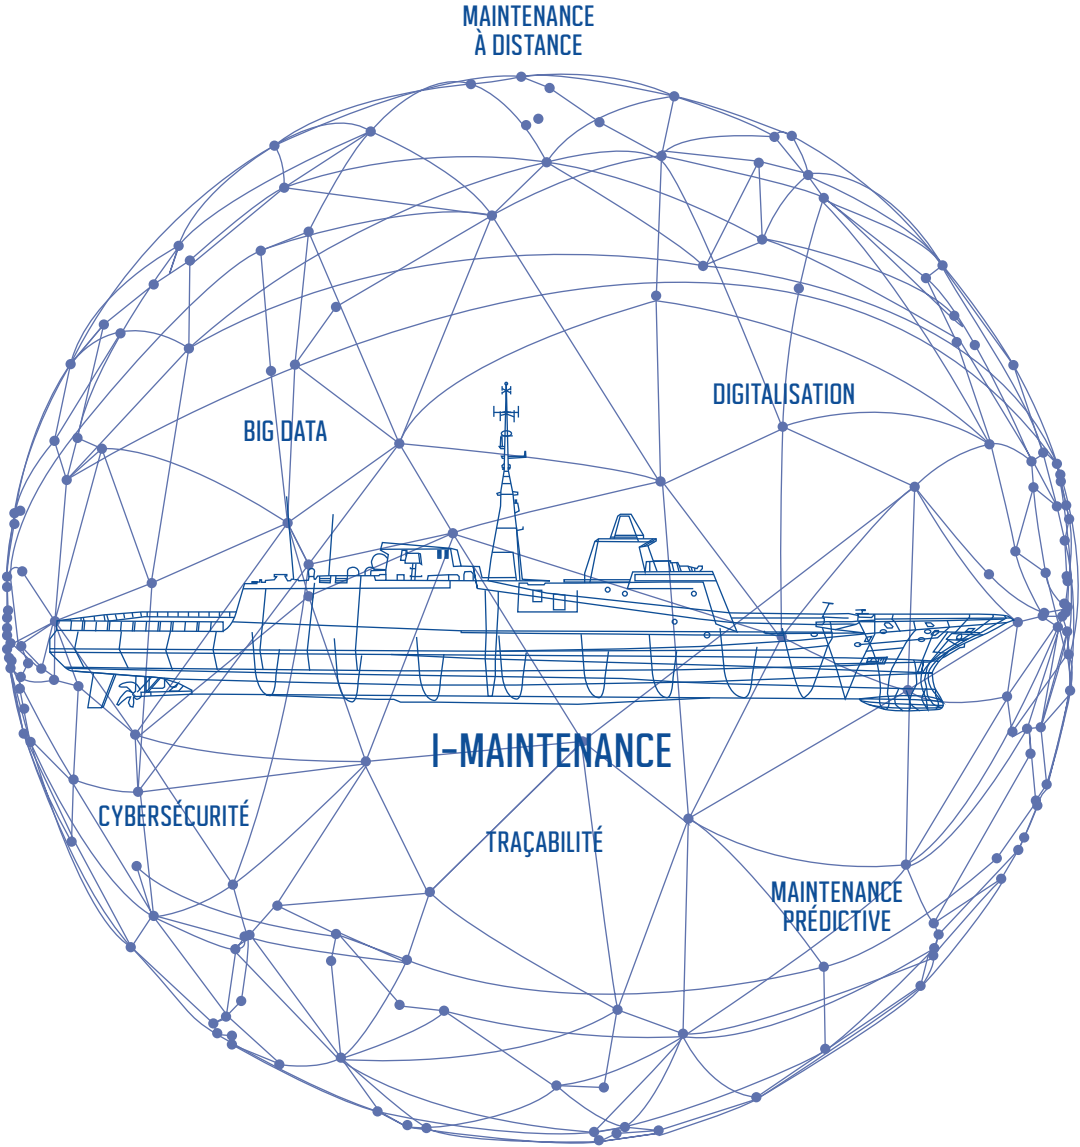 MAINTENANCE
À DISTANCE
DIGITALISATION
BIG DATA
I-MAINTENANCE
CYBERSÉCURITÉ
TRAÇABILITÉ
MAINTENANCE
PRÉDICTIVE